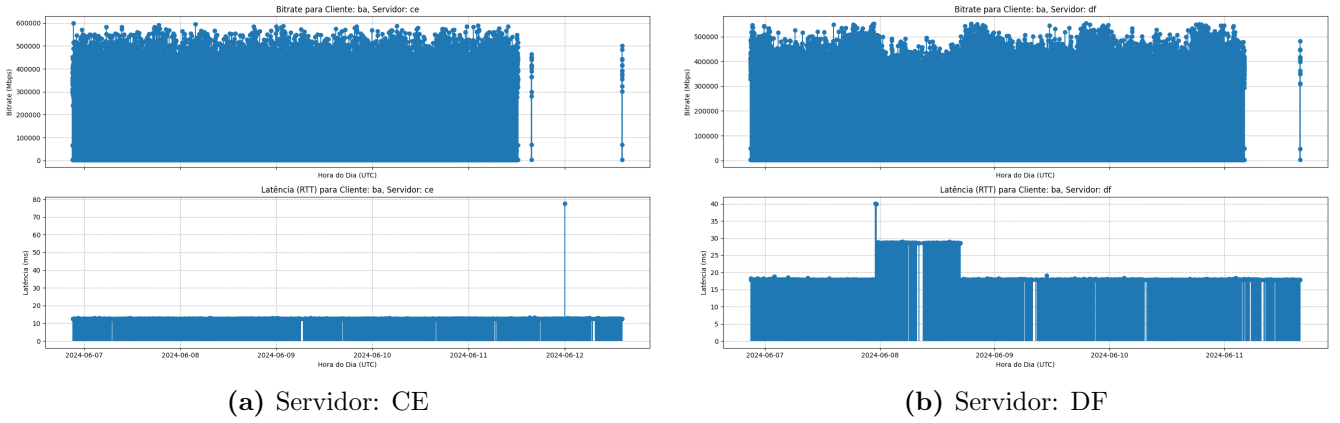 Bitrate para Cliente: ba, Servidor: ce
600000
500000
400000
300000
200000
100000
0
Bitrate (Mbps)
Hora do Dia (UTC)
Latência (RTT) para Cliente: ba, Servidor: ce
80
70
60
50
40
30
20
10
0
Latência (ms)
2024-06-07 2024-06-08 2024-06-09 2024-06-10 2024-06-11 2024-06-12
Hora do Dia (UTC)
(a) Servidor: CE
Bitrate para Cliente: ba, Servidor: df
500000
400000
300000
200000
100000
0
Bitrate (Mbps)
Hora do Dia (UTC)
Latência (RTT) para Cliente: ba, Servidor: df
40
35
30
25
20
15
10
5
0
Latência (ms)
2024-06-07 2024-06-08 2024-06-09 2024-06-10 2024-06-11
Hora do Dia (UTC)
(b) Servidor: DF